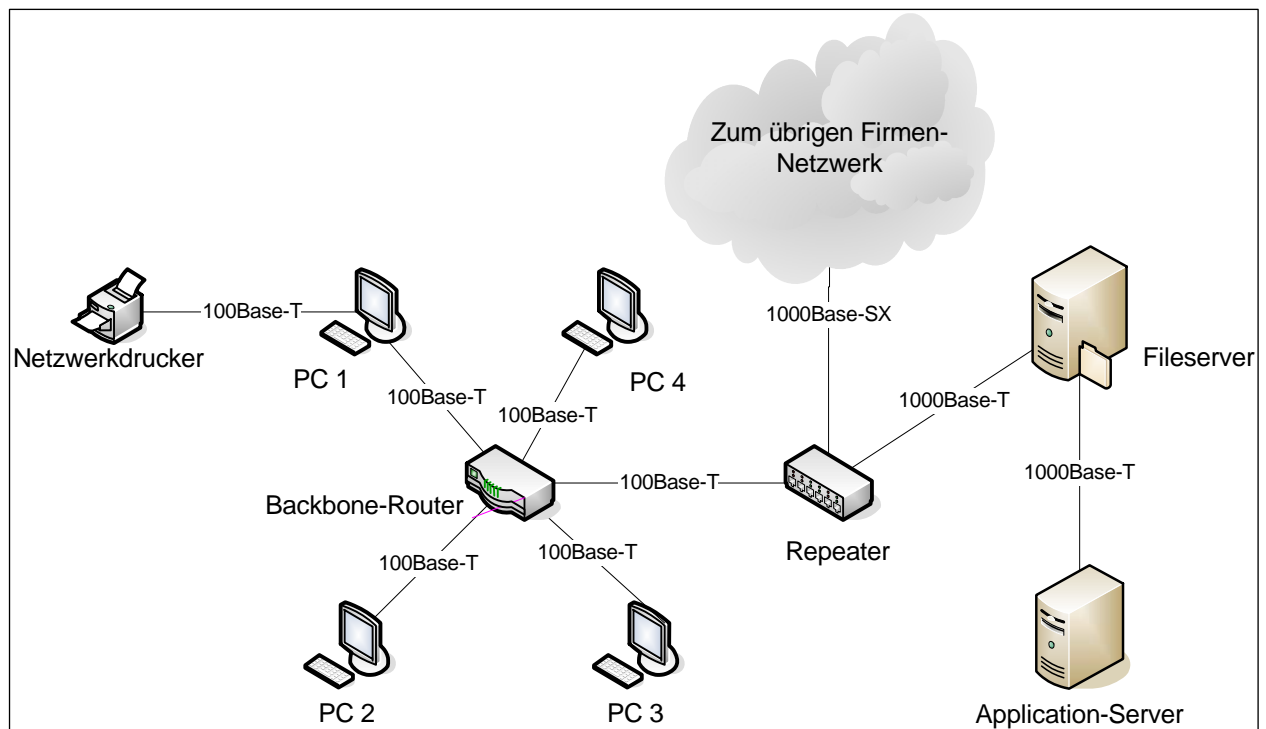 Zum übrigen Firmen-
Netzwerk
100Base-T
1000Base-SX
Netzwerkdrucker
PC 1
PC 4
Fileserver
100Base-T
100Base-T
1000Base-T
1000Base-T
100Base-T
Backbone-Router
Repeater
100Base-T
100Base-T
PC 2
PC 3
Application-Server